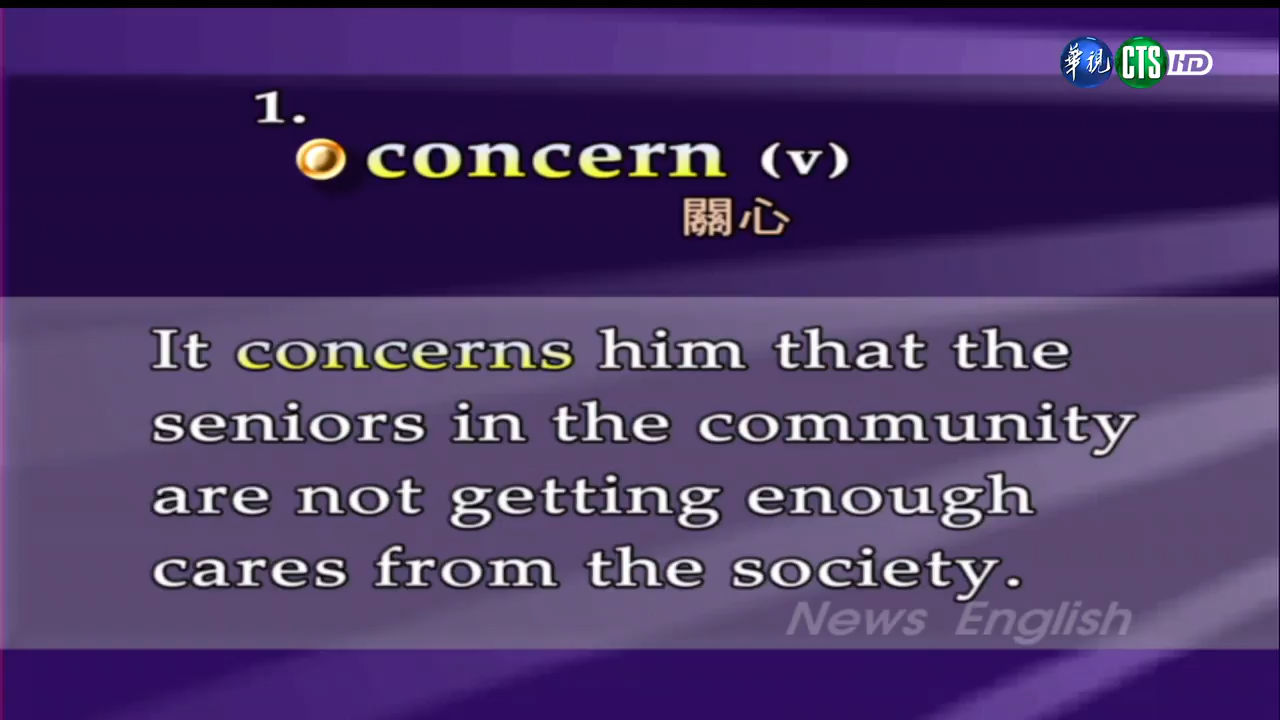 華視 CTS HD
1.
concern (v)
關心
It concerns him that the
seniors in the community
are not getting enough
cares from the society.
News English